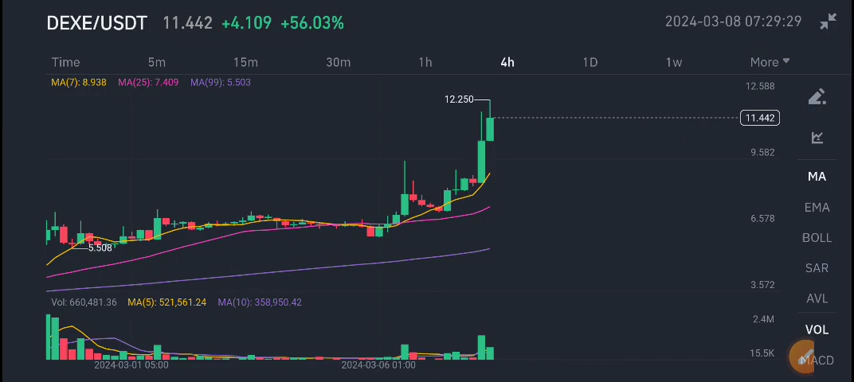 DEXE/USDT 11.442 +4.109 +56.03% 2024-03-08 07:29:29
Time 5m 15m 30m 1h 4h 1D 1w More
MA(7): 8.938 MA(25): 7.409 MA(99): 5.503
12.588
12.250
11.442
9.582
MA
EMA
6.578
BOLL
5.508
SAR
3.572
AVL
Vol: 660,481.36 MA(5): 521,561.24 MA(10): 358,950.42
2.4M
VOL
15.5K
MACD
2024-03-01 05:00 2024-03-06 01:00